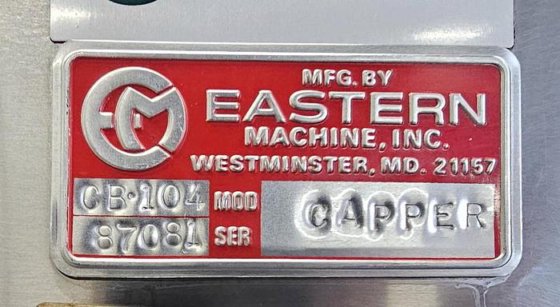 MFG. BY
EASTERN
MACHINE, INC.
WESTMINSTER, MD. 21157
CB·104 MOD CAPPER
87081 SER